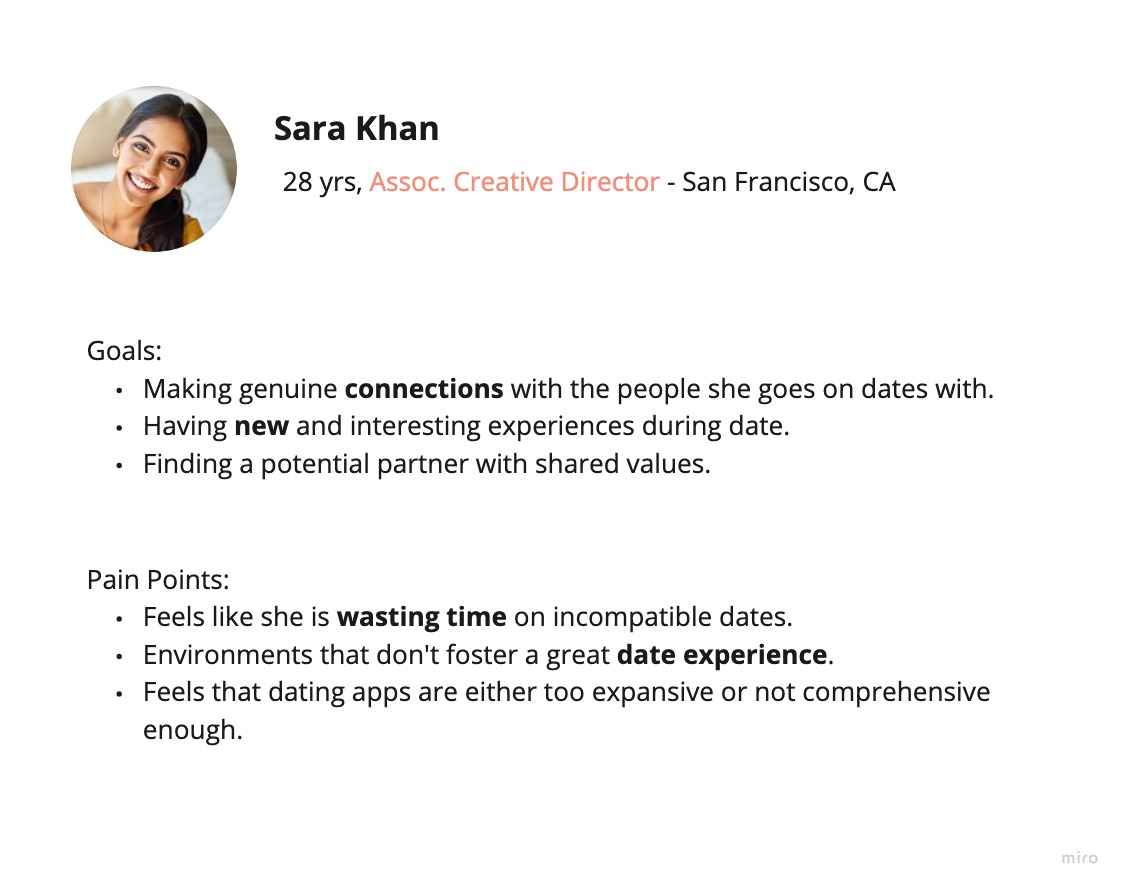 Sara Khan
28 yrs, Assoc. Creative Director - San Francisco, CA
Goals:
• Making genuine connections with the people she goes on dates with.
• Having new and interesting experiences during date.
• Finding a potential partner with shared values.
Pain Points:
• Feels like she is wasting time on incompatible dates.
• Environments that don't foster a great date experience.
• Feels that dating apps are either too expansive or not comprehensive
enough.
miro